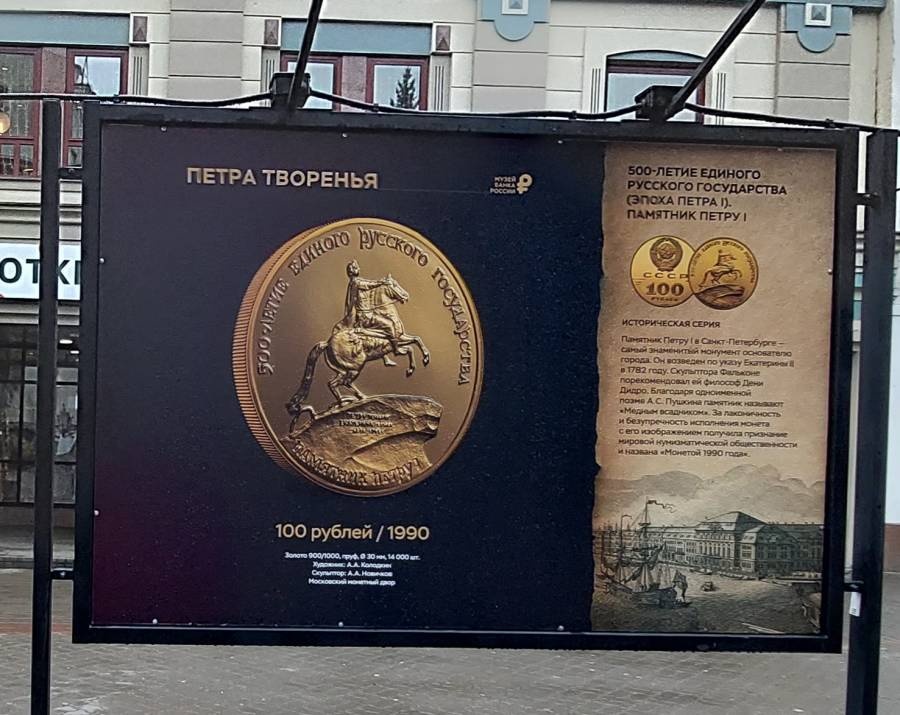 ПЕТРА ТВОРЕНЬЯ
МУЗЕЙ
БАНКА
РОССИИ
500-ЛЕТИЕ ЕДИНОГО РУССКОГО ГОСУДАРСТВА
ПАМЯТНИК ПЕТРУ I
100 рублей / 1990
Золото 900/1000, пруф, Ø 30 мм, 14 000 шт.
Художник: А.А. Колодкин
Скульптор: А.А. Новичков
Московский монетный двор
500-ЛЕТИЕ ЕДИНОГО
РУССКОГО ГОСУДАРСТВА
(ЭПОХА ПЕТРА I).
ПАМЯТНИК ПЕТРУ I
СССР
100
РУБЛЕЙ
ИСТОРИЧЕСКАЯ СЕРИЯ
Памятник Петру I в Санкт-Петербурге –
самый знаменитый монумент основателю
города. Он возведен по указу Екатерины II
в 1782 году. Скульптора Фальконе
порекомендовал ей философ Дени
Дидро. Благодаря одноименной
поэме А.С. Пушкина памятник называют
«Медным всадником». За лаконичность
и безупречность исполнения монета
с его изображением получила признание
мировой нумизматической общественности
и названа «Монетой 1990 года».
ОТКИ